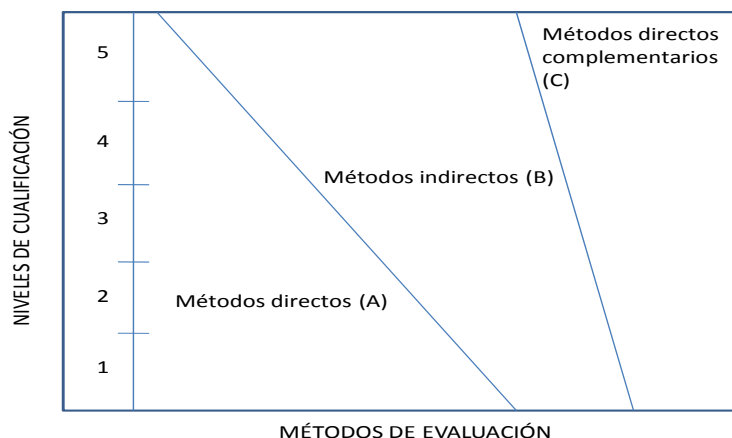 NIVELES DE CUALIFICACIÓN
5
4
3
2
1
Métodos directos
complementarios
(C)
Métodos indirectos (B)
Métodos directos (A)
MÉTODOS DE EVALUACIÓN